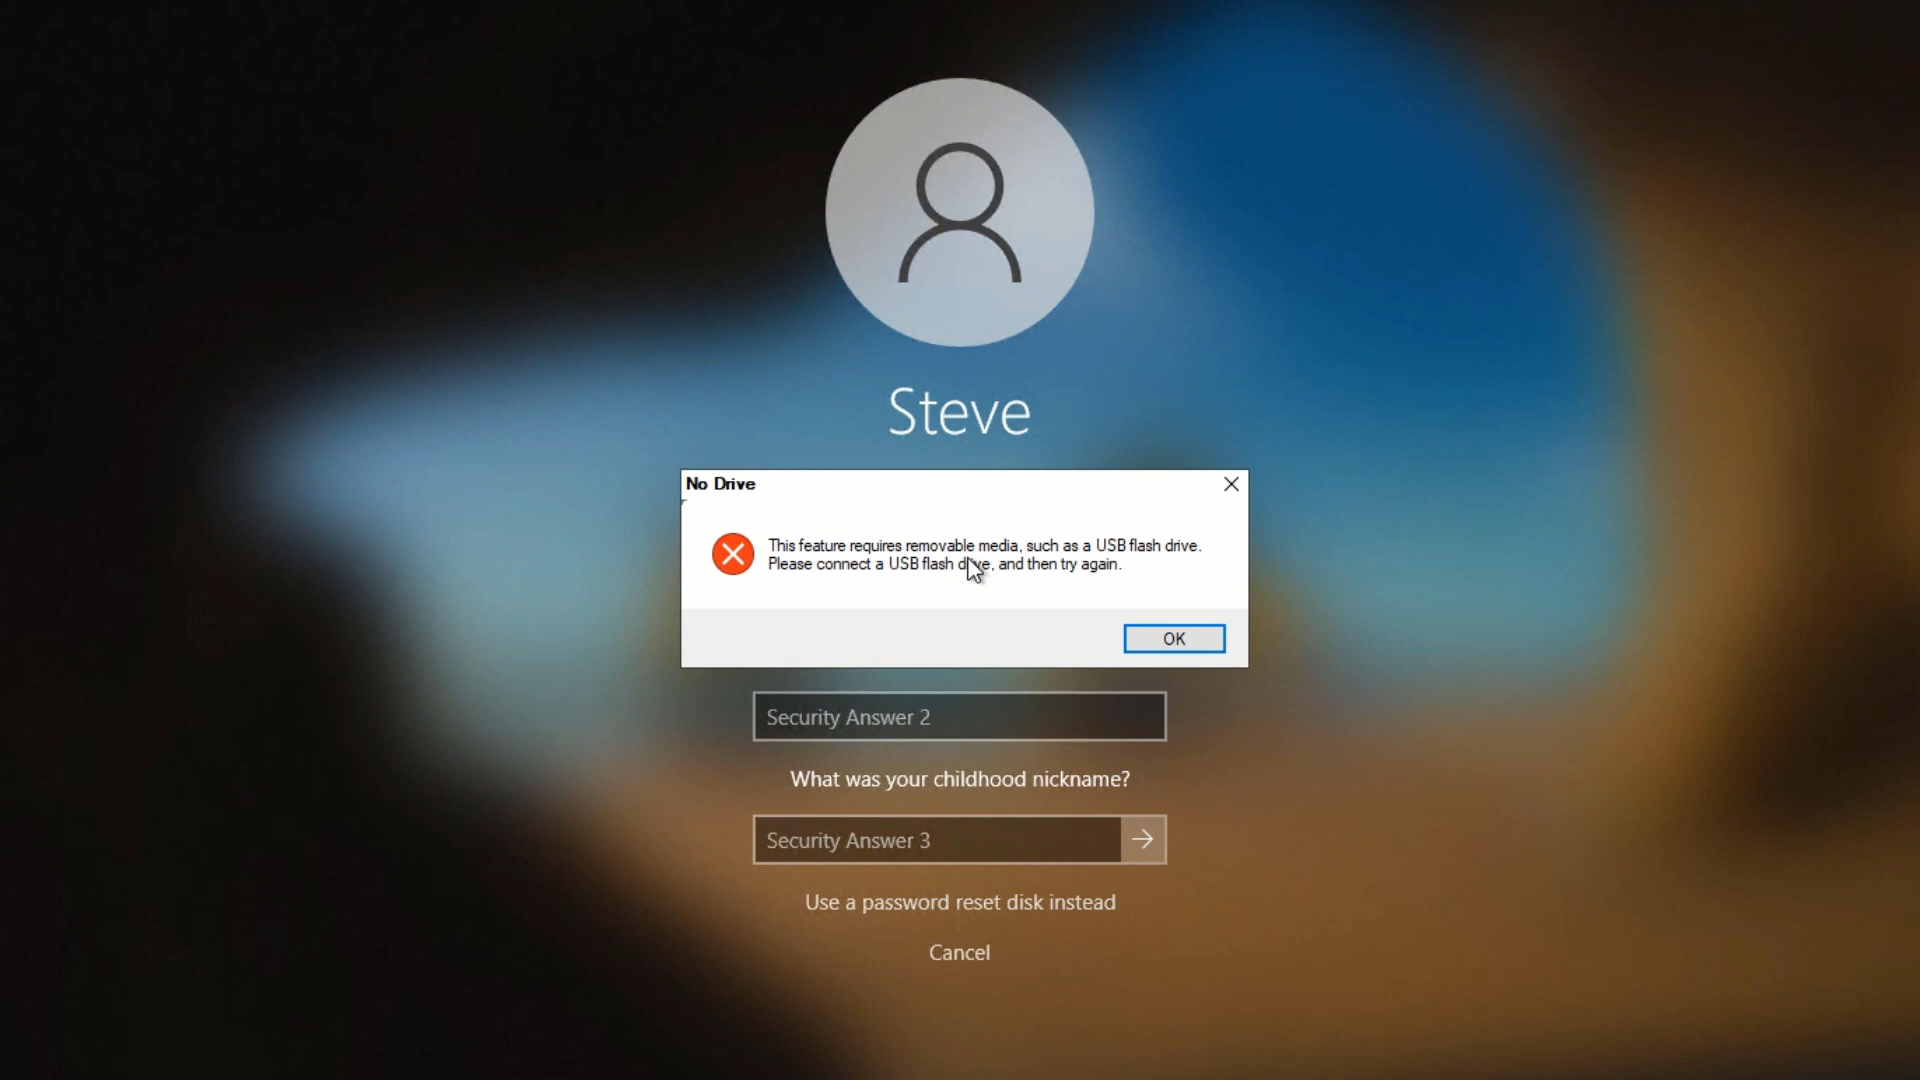 Steve
No Drive
This feature requires removable media, such as a USB flash drive.
Please connect a USB flash drive, and then try again.
OK
Security Answer 2
What was your childhood nickname?
Security Answer 3
Use a password reset disk instead
Cancel